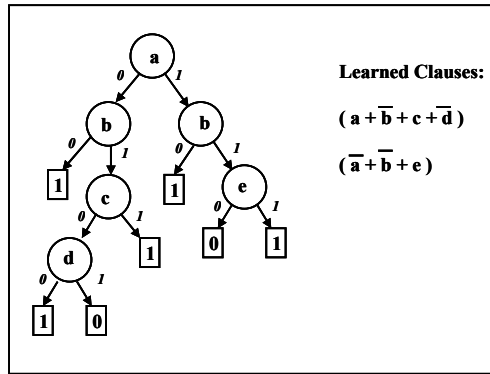 a
0 1
b b
0 1 0 1
1 c 1 e
0 1 0 1
d 1 0 1
0 1
1 0
Learned Clauses:
( a + b̅ + c + d̅ )
( a̅ + b̅ + e )